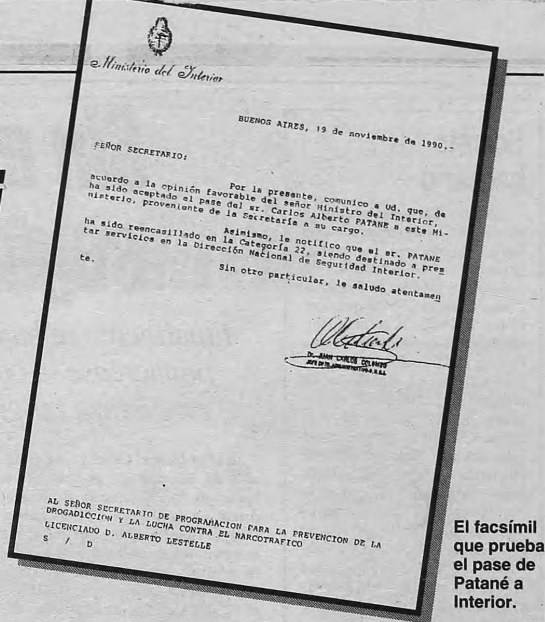 Ministerio del Interior
BUENOS AIRES, 19 de noviembre de 1990.-
SEÑOR SECRETARIO:
Por la presente, comunico a Ud. que, de
acuerdo a la opinión favorable del señor Ministro del Interior,
ha sido aceptado el pase del sr. Carlos Alberto PATANE a este Mi-
nisterio, proveniente de la Secretaría a su cargo.
Asimismo, le notifico que el sr. PATANE
ha sido reencasillado en la Categoría 22, siendo destinado a pres
tar servicios en la Dirección Nacional de Seguridad Interior.
Sin otro particular, le saludo atentamen
te.
Dr. JUAN CARLOS COLOMBO
AL SEÑOR SECRETARIO DE PROGRAMACION PARA LA PREVENCION DE LA
DROGADICCION Y LA LUCHA CONTRA EL NARCOTRAFICO
LICENCIADO D. ALBERTO LESTELLE
S / D
El facsímil
que prueba
el pase de
Patané a
Interior.